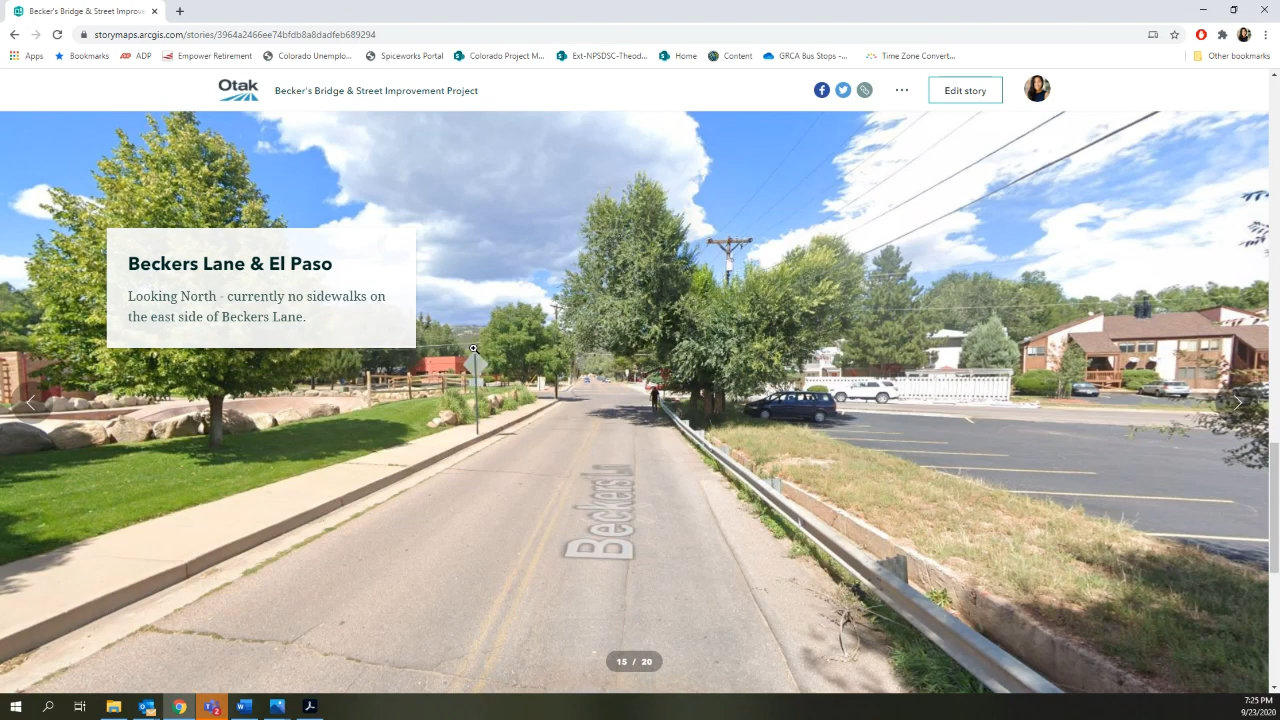 Becker's Bridge & Street Improv
storymaps.arcgis.com/stories/3964a2466ee74bfdb8a8dadfeb689294
Apps Bookmarks ADP Empower Retirement Colorado Unemplo... Spiceworks Portal Colorado Project M... Ext-NPSDSC-Theod... Home Content GRCA Bus Stops -... Time Zone Convert... Other bookmarks
Otak Becker's Bridge & Street Improvement Project ... Edit story
Beckers Lane & El Paso
Looking North - currently no sidewalks on
the east side of Beckers Lane.
Beckers Ln
15 / 20
7:25 PM
9/23/2020